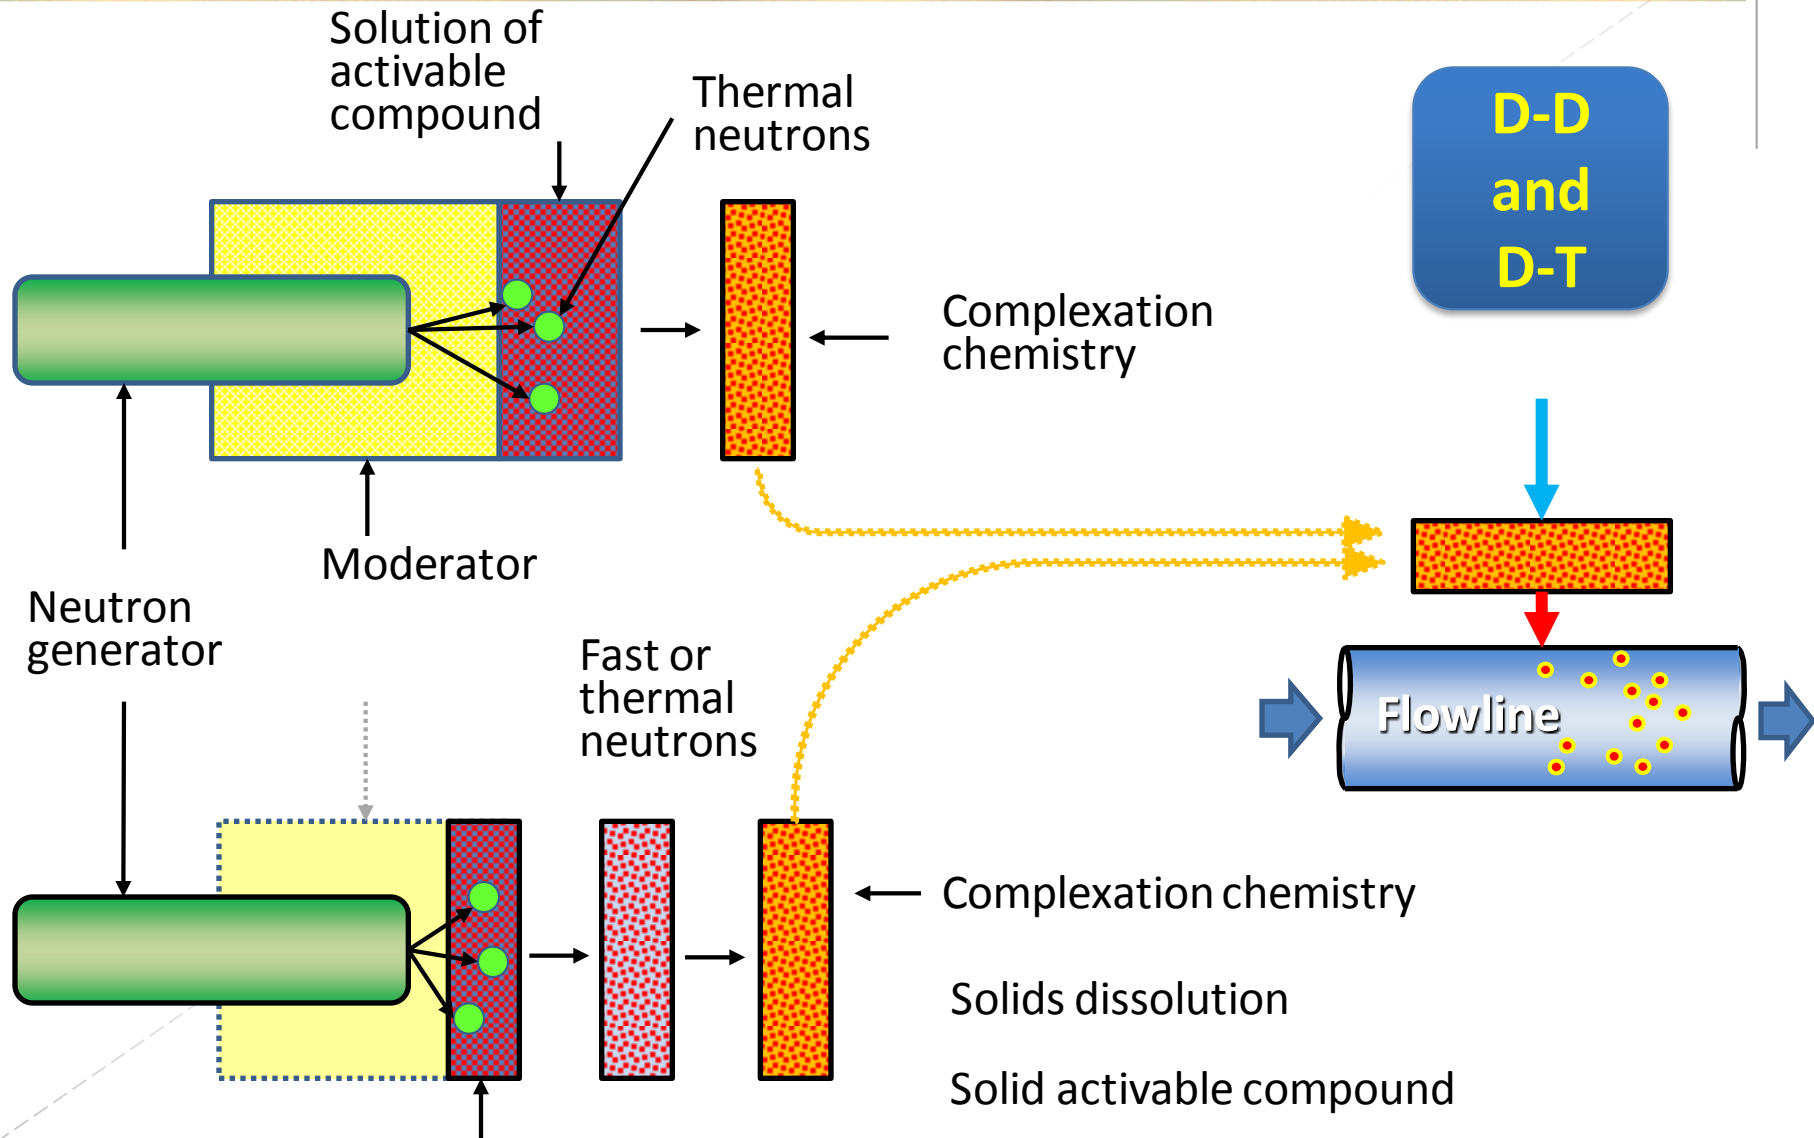 Solution of
activable
compound
Thermal
neutrons
D-D
and
D-T
Complexation
chemistry
Moderator
Neutron
generator
Fast or
thermal
neutrons
Flowline
Complexation chemistry
Solids dissolution
Solid activable compound